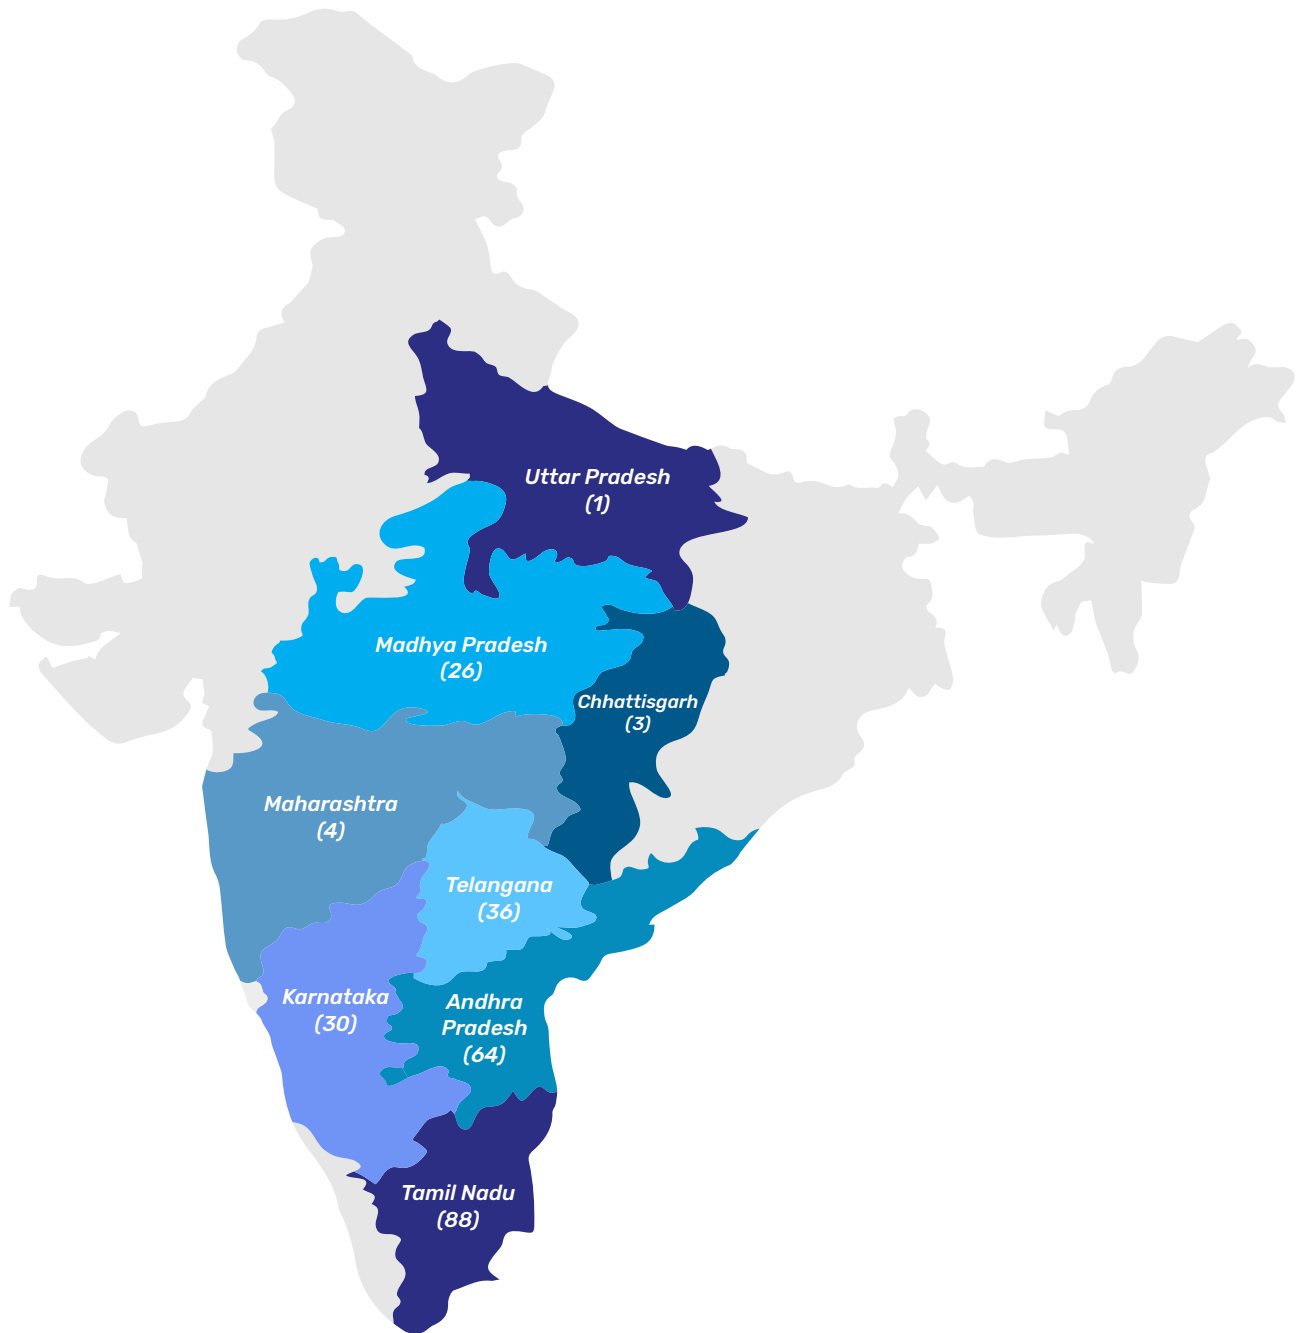 Uttar Pradesh
(1)
Madhya Pradesh
(26)
Chhattisgarh
(3)
Maharashtra
(4)
Telangana
(36)
Karnataka
(30)
Andhra
Pradesh
(64)
Tamil Nadu
(88)